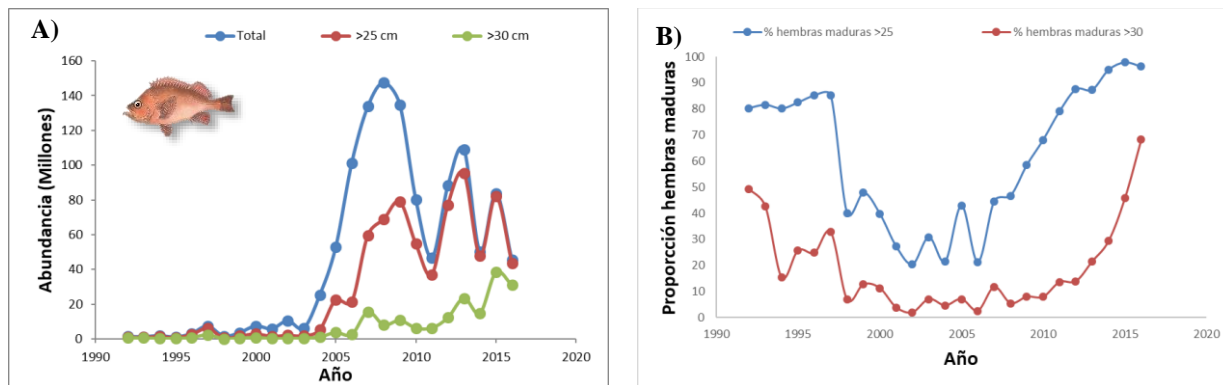 A)
Total >25 cm >30 cm
Abundancia (Millones)
160
140
120
100
80
60
40
20
0
1990 1995 2000 2005 2010 2015 2020
Año
B)
% hembras maduras >25 % hembras maduras >30
Proporcción hembras maduras
100
90
80
70
60
50
40
30
20
10
0
1990 1995 2000 2005 2010 2015 2020
Año